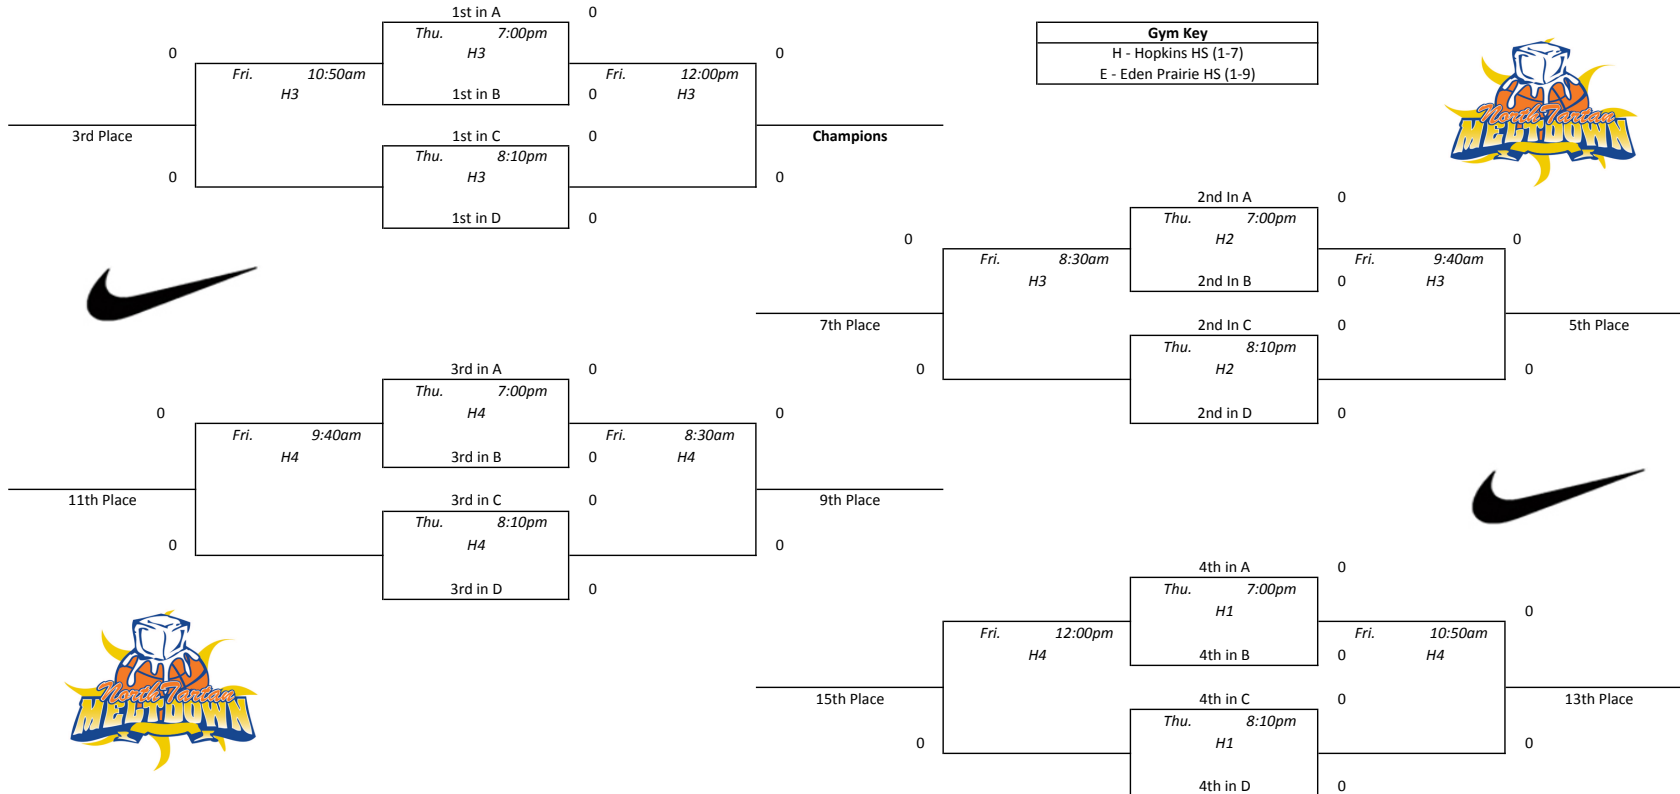 1st in A 0
Thu. 7:00pm
H3
0 0
Fri. 10:50am
H3
1st in B 0
Fri. 12:00pm
H3
3rd Place
1st in C 0
Champions
Thu. 8:10pm
H3
0 0
1st in D 0
Gym Key
H - Hopkins HS (1-7)
E - Eden Prairie HS (1-9)
North Tartan
MELTDOWN
2nd In A 0
Thu. 7:00pm
H2
0 0
Fri. 8:30am
H3
2nd In B 0
Fri. 9:40am
H3
7th Place
2nd In C 0
5th Place
Thu. 8:10pm
H2
0 0
2nd in D 0
3rd in A 0
Thu. 7:00pm
H4
0 0
Fri. 9:40am
H4
3rd in B 0
Fri. 8:30am
H4
11th Place
3rd in C 0
9th Place
Thu. 8:10pm
H4
0 0
3rd in D 0
North Tartan
MELTDOWN
4th in A 0
Thu. 7:00pm
H1
0
Fri. 12:00pm
H4
4th in B 0
Fri. 10:50am
H4
15th Place
4th in C 0
13th Place
Thu. 8:10pm
H1
0 0
4th in D 0